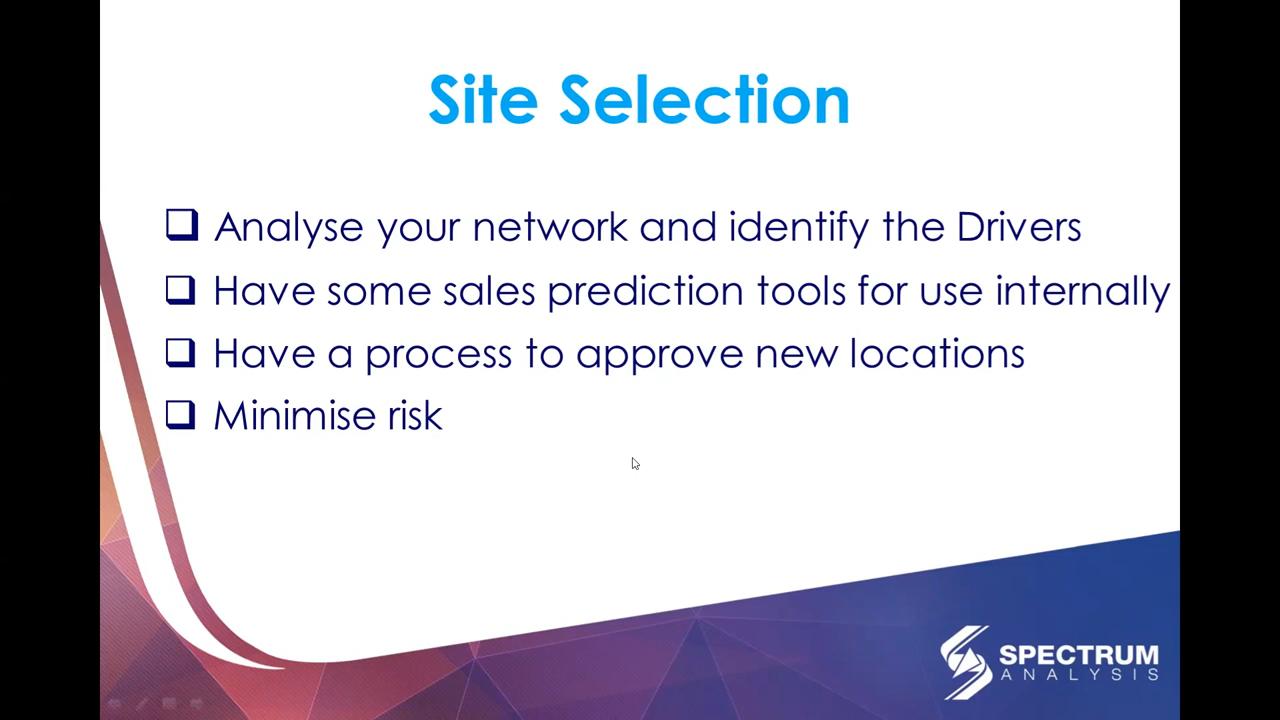 Site Selection
Analyse your network and identify the Drivers
Have some sales prediction tools for use internally
Have a process to approve new locations
Minimise risk
SPECTRUM
ANALYSIS